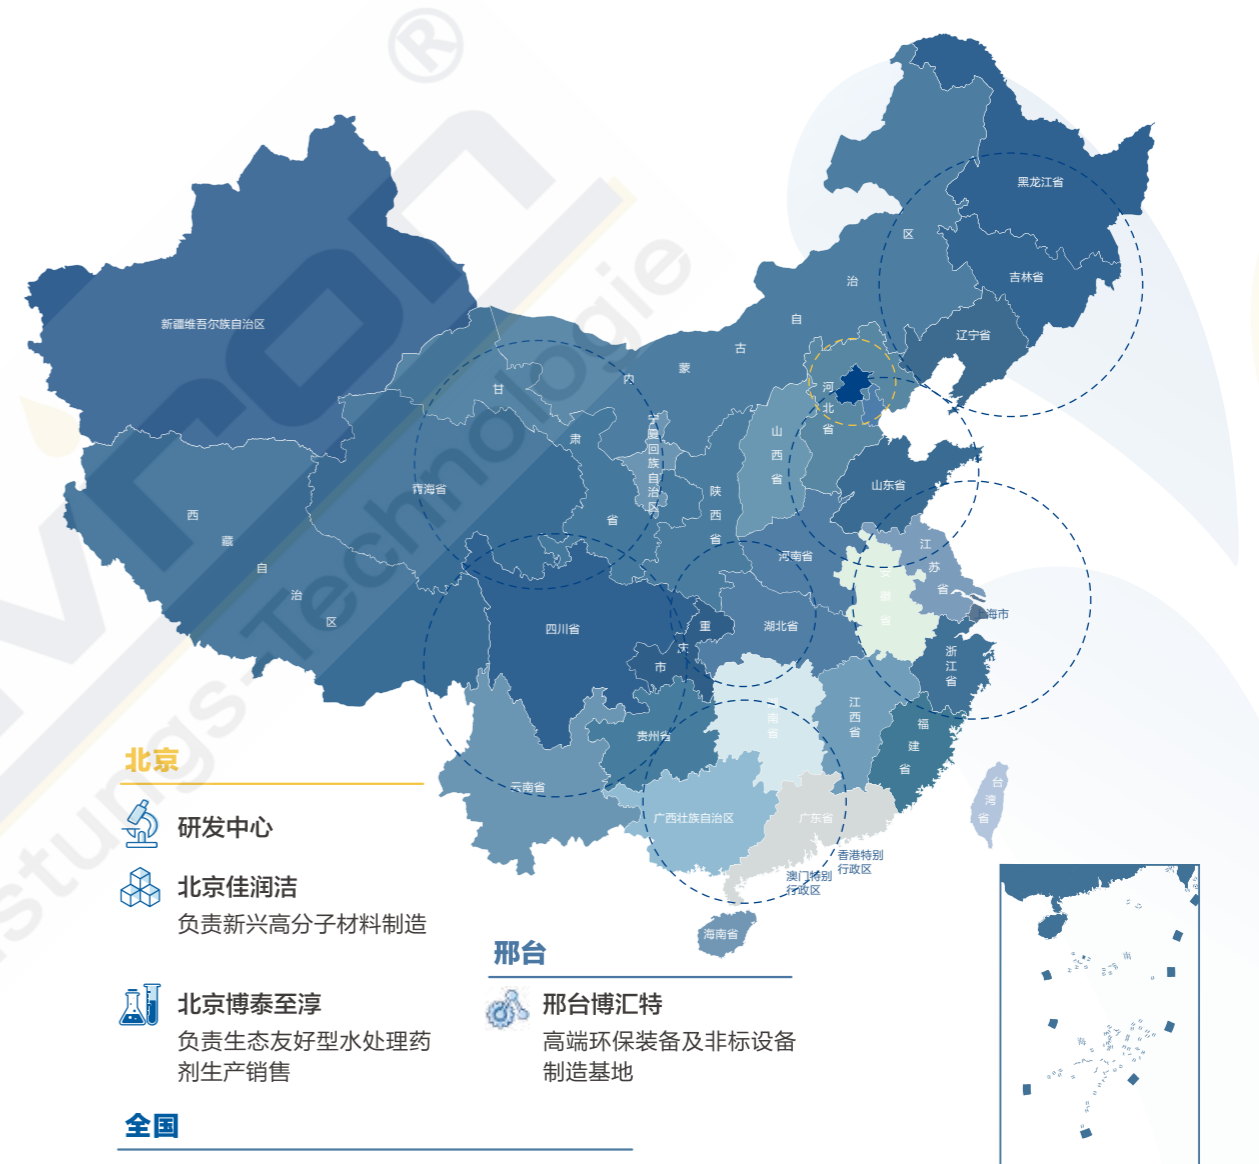 ®
vron
Technologie
黑龙江省
内蒙古自治区
吉林省
新疆维吾尔族自治区
辽宁省
甘肃省
河北省
宁夏回族自治区
山西省
青海省
陕西省
山东省
西藏自治区
河南省
江苏省
安徽省
上海市
四川省
重庆市
湖北省
浙江省
湖南省
江西省
贵州省
福建省
云南省
台湾省
广西壮族自治区
广东省
香港特别
行政区
澳门特别
行政区
海南省
南
海
北京
研发中心
北京佳润洁
负责新兴高分子材料制造
北京博泰至淳
负责生态友好型水处理药
剂生产销售
邢台
邢台博汇特
高端环保装备及非标设备
制造基地
全国